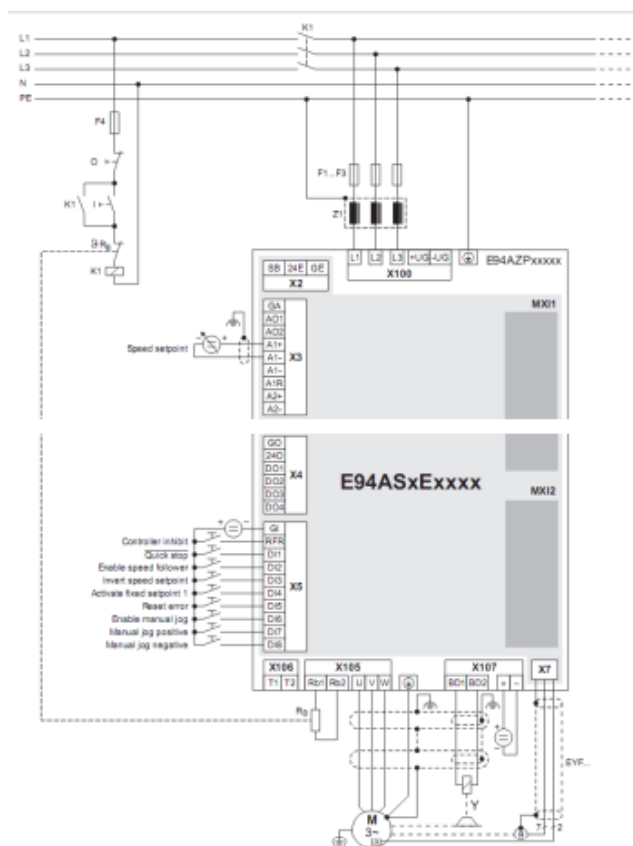 K1
L1
L2
L3
N
PE
F4
O
F1...F3
K1 I
Z1
ϑ RB
K1
L1 L2 L3 +UG -UG E94AZPxxxxx
X100
SB 24E GE
X2
MXI1
GA
AO1
AO2
Speed setpoint - + A1+
A1- X3
A1-
A1R
A2+
A2-
GO
24O
DO1 X4 E94ASxExxxx
DO2 MXI2
DO3
DO4
+ - GI
Controller inhibit RFR
Quick stop DI1
Enable speed follower DI2
Invert speed setpoint DI3 X5
Activate fixed setpoint 1 DI4
Reset error DI5
Enable manual jog DI6
Manual jog positive DI7
Manual jog negative DI8
X106 X105 X107 X7
T1 T2 Rb1 Rb2 U V W BD1 BD2 + -
RB
+
-
EYF...
Y
M
3~
7 2